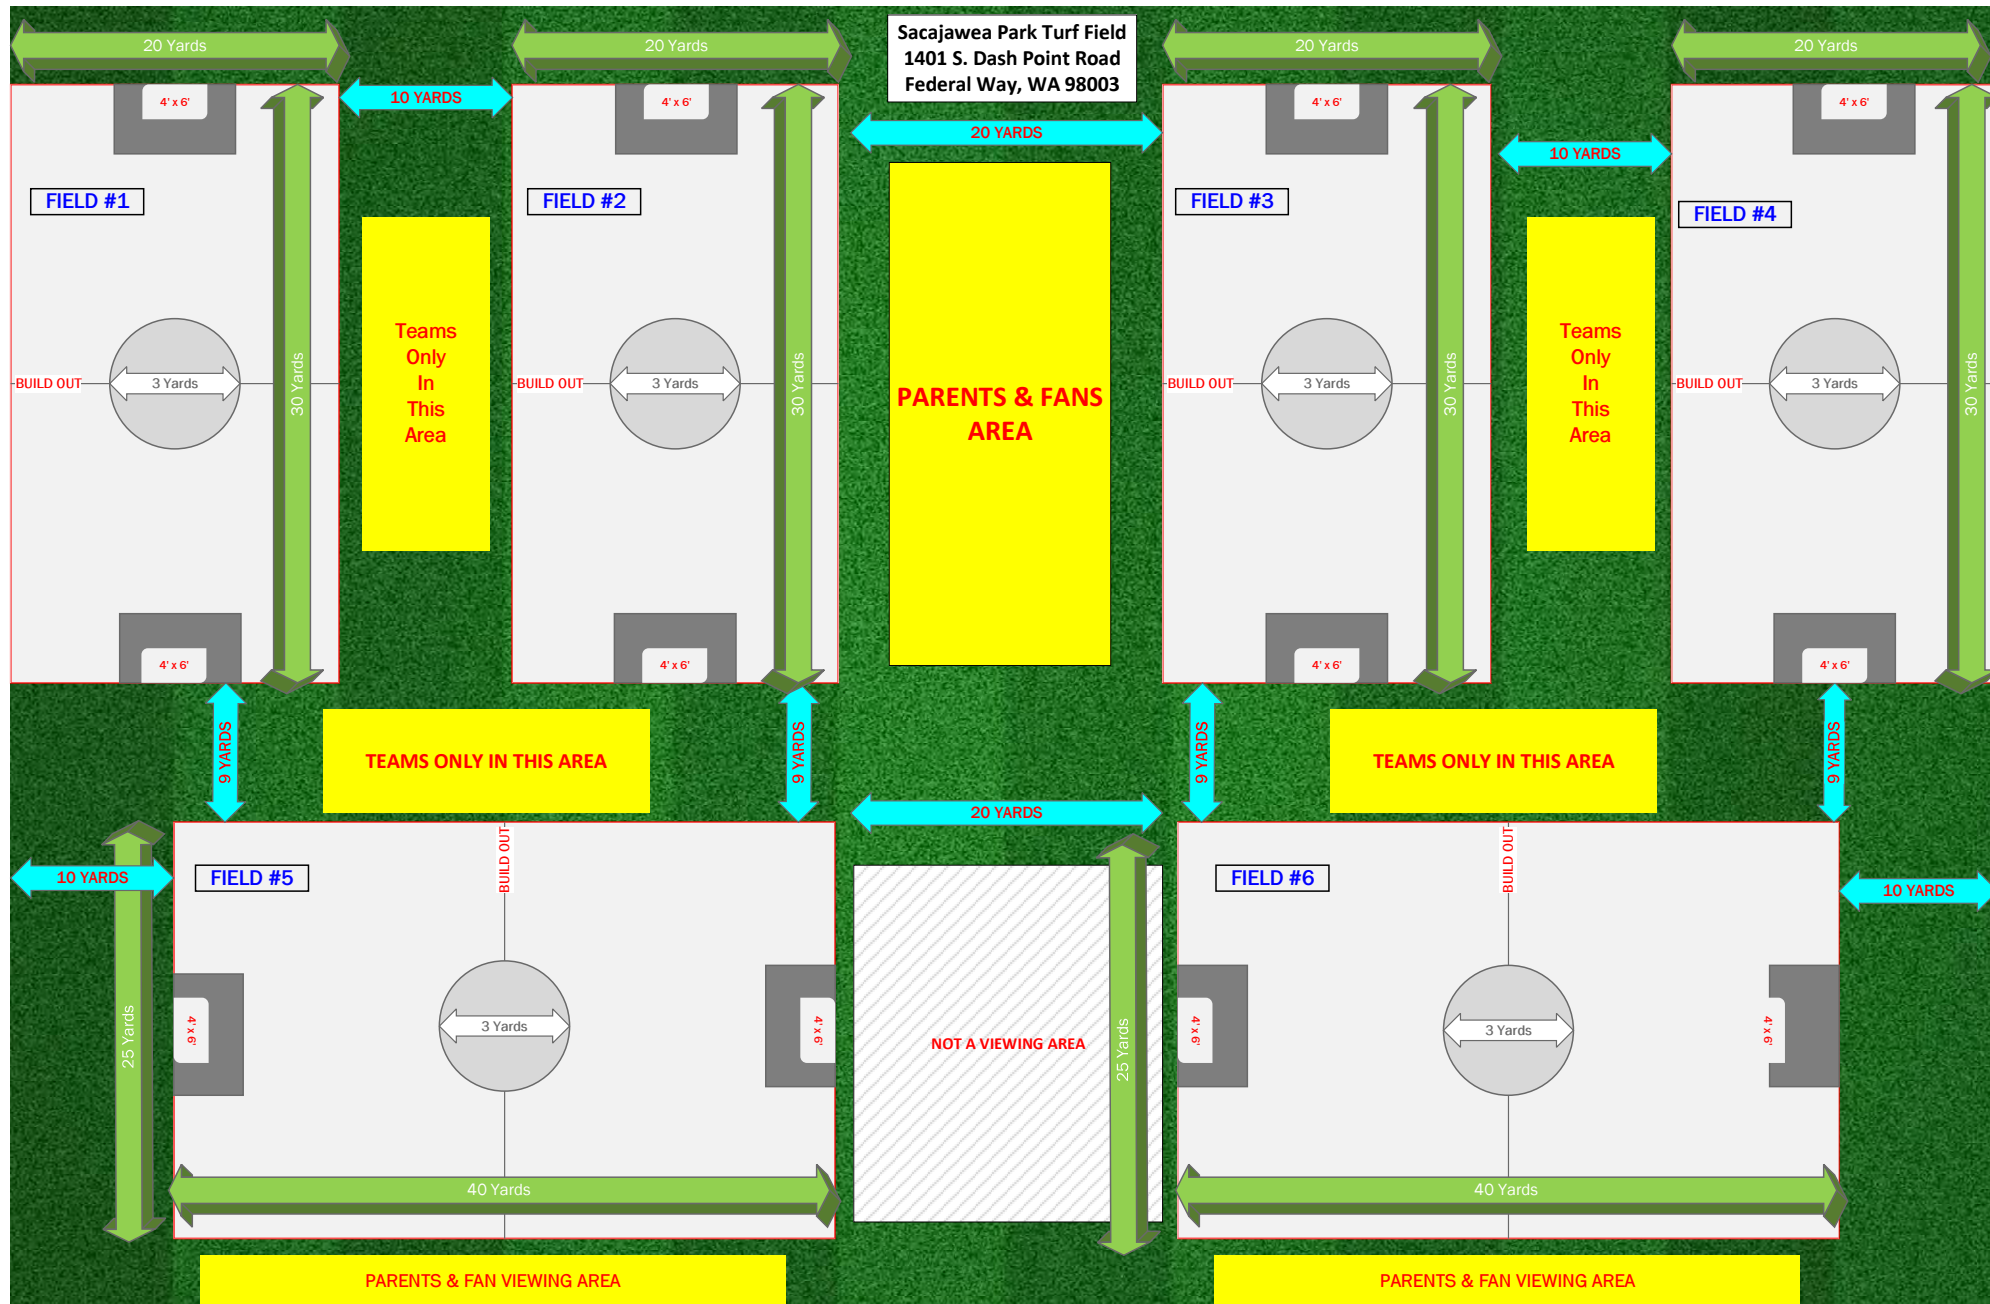 20 Yards
20 Yards
Sacajawea Park Turf Field
1401 S. Dash Point Road
Federal Way, WA 98003
20 Yards
20 Yards
4' x 6'
10 YARDS
4' x 6'
20 YARDS
4' x 6'
10 YARDS
4' x 6'
FIELD #1
FIELD #2
FIELD #3
FIELD #4
Teams
Only
In
This
Area
PARENTS & FANS
AREA
Teams
Only
In
This
Area
BUILD OUT
3 Yards
30 Yards
BUILD OUT
3 Yards
30 Yards
BUILD OUT
3 Yards
30 Yards
BUILD OUT
3 Yards
30 Yards
4' x 6'
4' x 6'
4' x 6'
4' x 6'
9 YARDS
TEAMS ONLY IN THIS AREA
9 YARDS
9 YARDS
TEAMS ONLY IN THIS AREA
9 YARDS
20 YARDS
10 YARDS
FIELD #5
BUILD OUT
FIELD #6
BUILD OUT
10 YARDS
25 Yards
4' x 6'
3 Yards
4' x 6'
NOT A VIEWING AREA
25 Yards
4' x 6'
3 Yards
4' x 6'
40 Yards
40 Yards
PARENTS & FAN VIEWING AREA
PARENTS & FAN VIEWING AREA